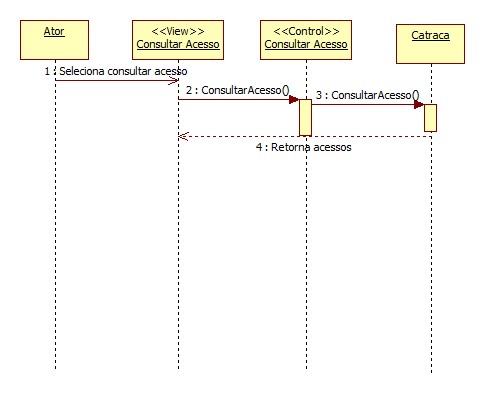 Ator
<<View>>
Consultar Acesso
<<Control>>
Consultar Acesso
Catraca
1 : Seleciona consultar acesso
2 : ConsultarAcesso()
3 : ConsultarAcesso()
4 : Retorna acessos